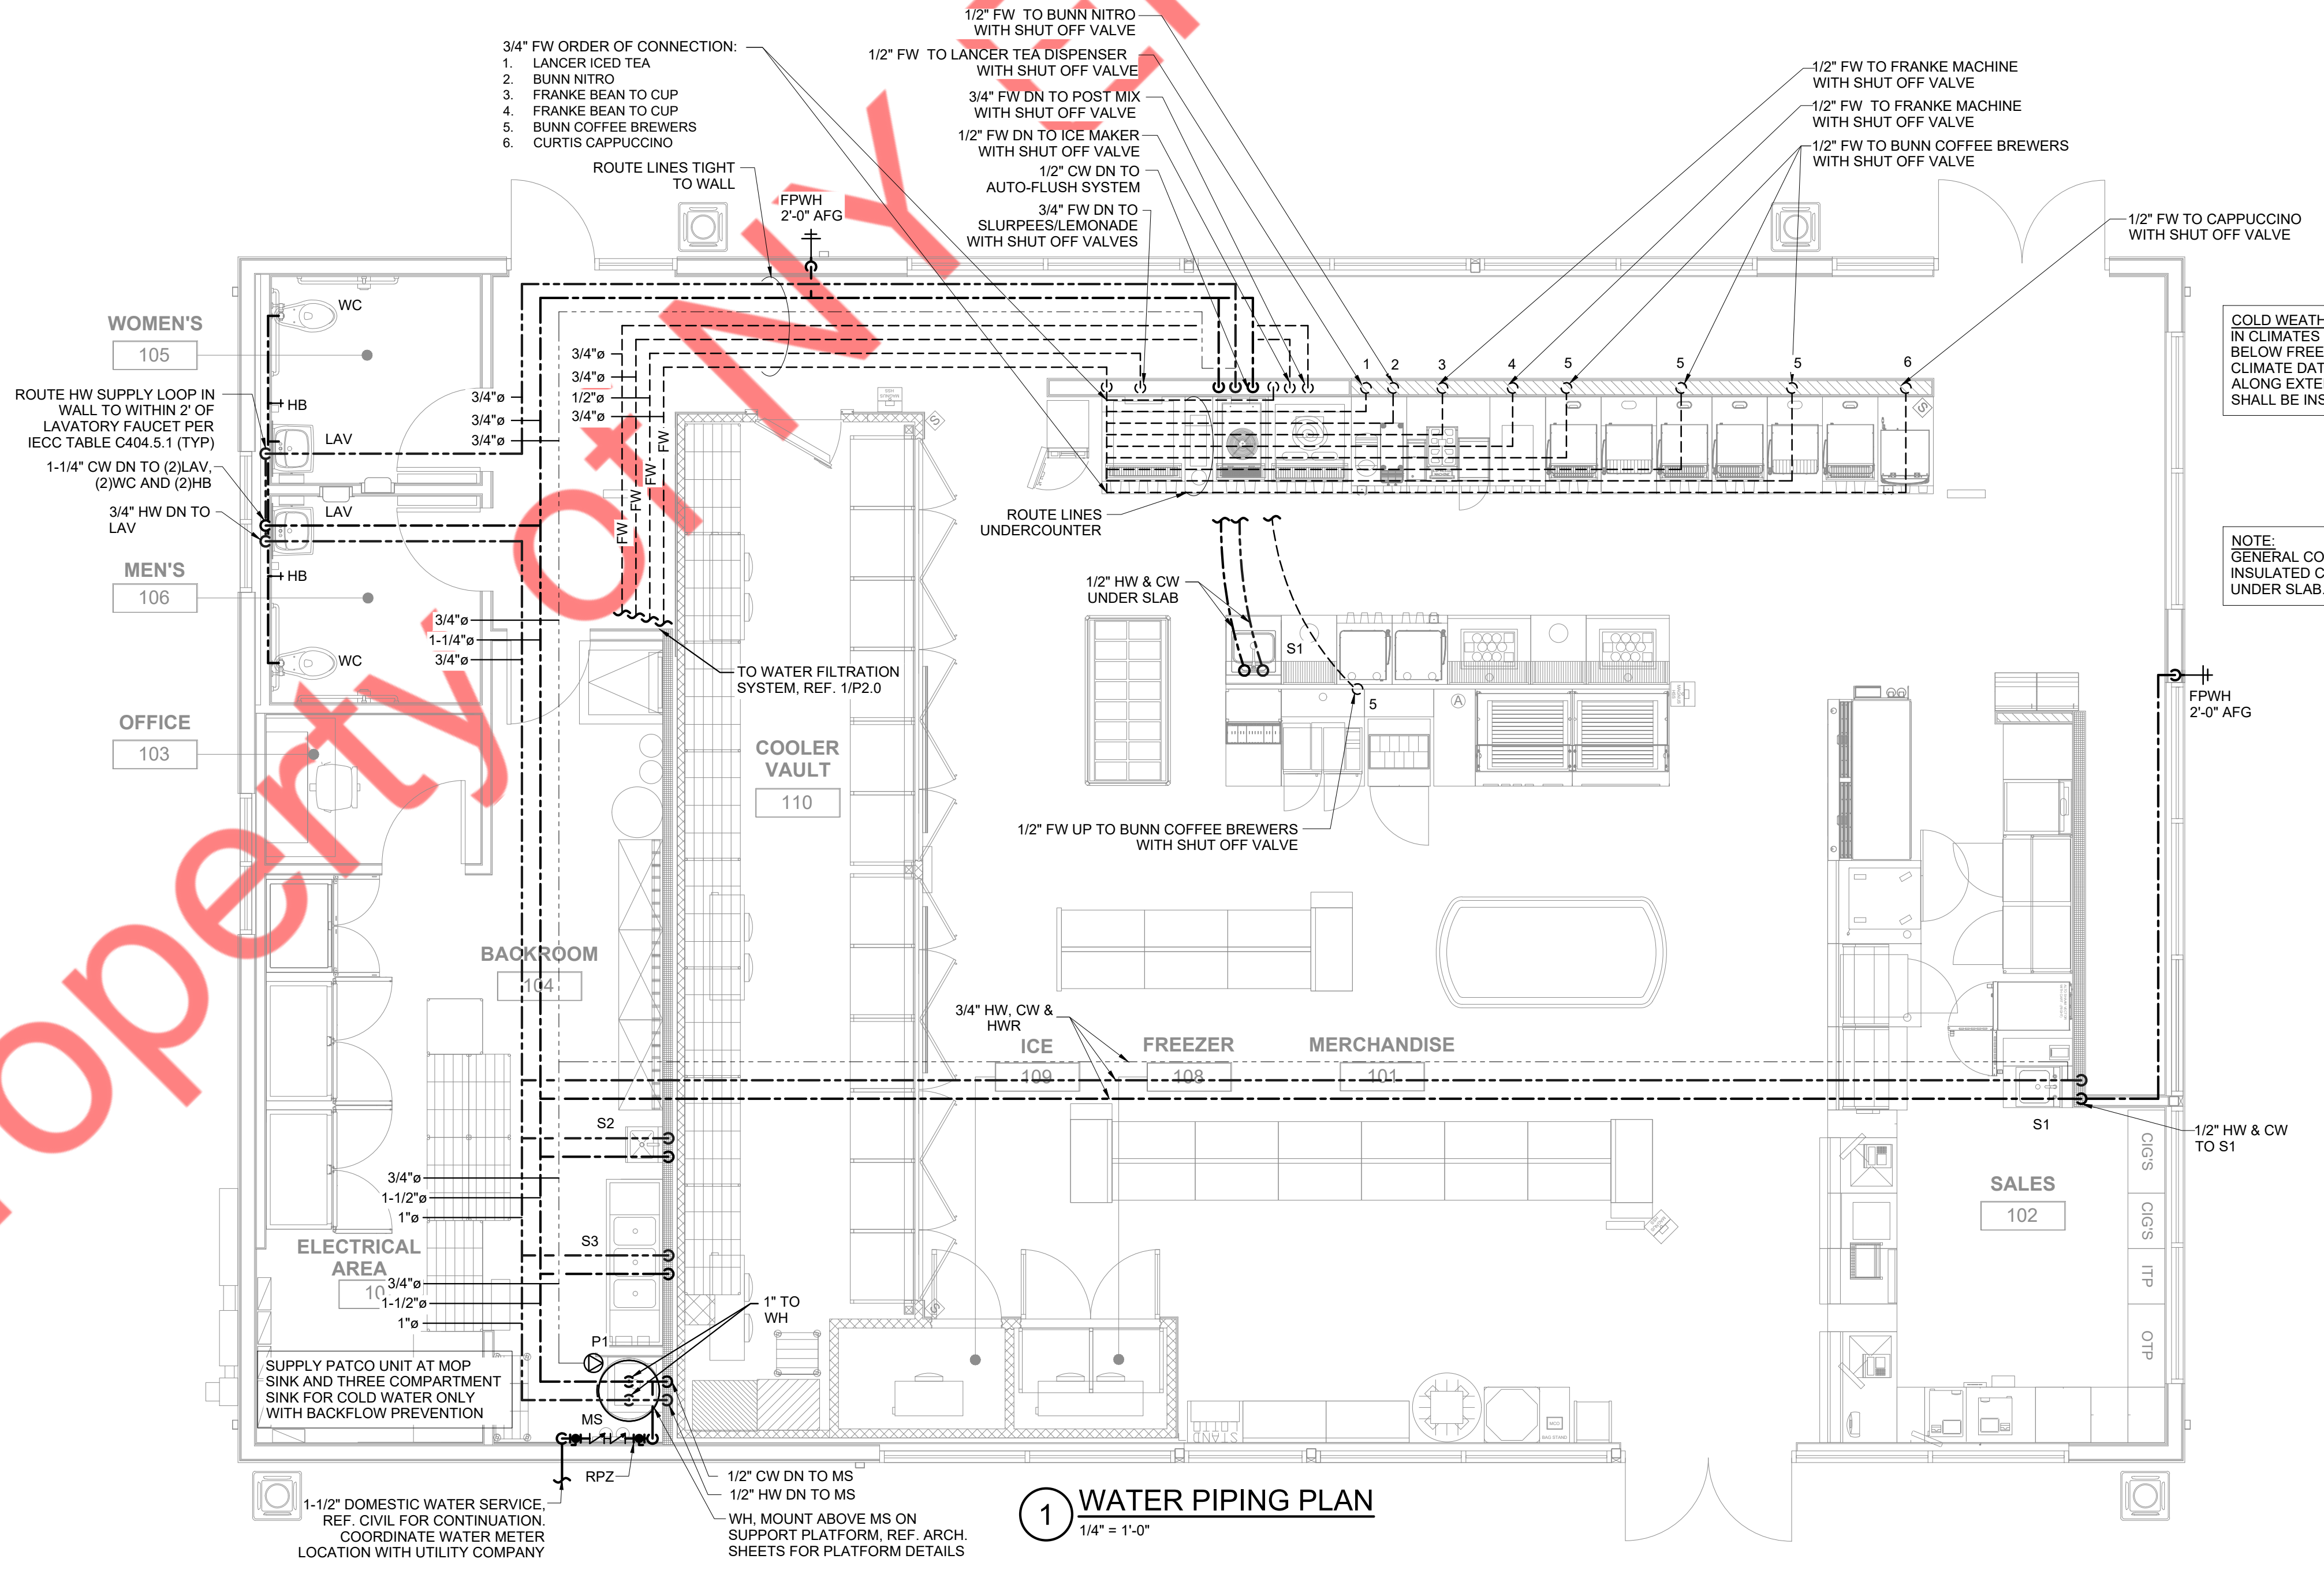 1/2" FW TO BUNN NITRO
WITH SHUT OFF VALVE
3/4" FW ORDER OF CONNECTION:
1. LANCER ICED TEA
2. BUNN NITRO
3. FRANKE BEAN TO CUP
4. FRANKE BEAN TO CUP
5. BUNN COFFEE BREWERS
6. CURTIS CAPPUCCINO
1/2" FW TO LANCER TEA DISPENSER
WITH SHUT OFF VALVE
3/4" FW DN TO POST MIX
WITH SHUT OFF VALVE
1/2" FW DN TO ICE MAKER
WITH SHUT OFF VALVE
1/2" CW DN TO
AUTO-FLUSH SYSTEM
3/4" FW DN TO
SLURPEES/LEMONADE
WITH SHUT OFF VALVES
1/2" FW TO FRANKE MACHINE
WITH SHUT OFF VALVE
1/2" FW TO FRANKE MACHINE
WITH SHUT OFF VALVE
1/2" FW TO BUNN COFFEE BREWERS
WITH SHUT OFF VALVE
1/2" FW TO CAPPUCCINO
WITH SHUT OFF VALVE
ROUTE LINES TIGHT
TO WALL
FPWH
2'-0" AFG
COLD WEATH
IN CLIMATES
BELOW FREE
CLIMATE DAT
ALONG EXTE
SHALL BE INS
NOTE:
GENERAL CO
INSULATED C
UNDER SLAB.
WOMEN'S
105
WC
ROUTE HW SUPPLY LOOP IN
WALL TO WITHIN 2' OF
LAVATORY FAUCET PER
IECC TABLE C404.5.1 (TYP)
HB
LAV
1-1/4" CW DN TO (2)LAV,
(2)WC AND (2)HB
3/4" HW DN TO
LAV
LAV
MEN'S
106
HB
WC
3/4"ø
3/4"ø
3/4"ø
3/4"ø
3/4"ø
1/2"ø
3/4"ø
FW
FW
FW
FW
1
2
3
4
5
5
5
6
S
S
ROUTE LINES
UNDERCOUNTER
3/4"ø
1-1/4"ø
3/4"ø
TO WATER FILTRATION
SYSTEM, REF. 1/P2.0
1/2" HW & CW
UNDER SLAB
S1
5
A
FPWH
2'-0" AFG
OFFICE
103
COOLER
VAULT
110
1/2" FW UP TO BUNN COFFEE BREWERS
WITH SHUT OFF VALVE
BACKROOM
104
3/4" HW, CW &
HWR
ICE
109
FREEZER
108
MERCHANDISE
101
S2
S1
1/2" HW & CW
TO S1
3/4"ø
1-1/2"ø
1"ø
SALES
102
CIG'S
CIG'S
ITP
OTP
S3
ELECTRICAL
AREA
10
3/4"ø
1-1/2"ø
1"ø
S
1" TO
WH
P1
SUPPLY PATCO UNIT AT MOP
SINK AND THREE COMPARTMENT
SINK FOR COLD WATER ONLY
WITH BACKFLOW PREVENTION
MS
STAND
BAG STAND
RPZ
1/2" CW DN TO MS
1/2" HW DN TO MS
1-1/2" DOMESTIC WATER SERVICE,
REF. CIVIL FOR CONTINUATION.
COORDINATE WATER METER
LOCATION WITH UTILITY COMPANY
WH, MOUNT ABOVE MS ON
SUPPORT PLATFORM, REF. ARCH.
SHEETS FOR PLATFORM DETAILS
1
WATER PIPING PLAN
1/4" = 1'-0"
operty of NY